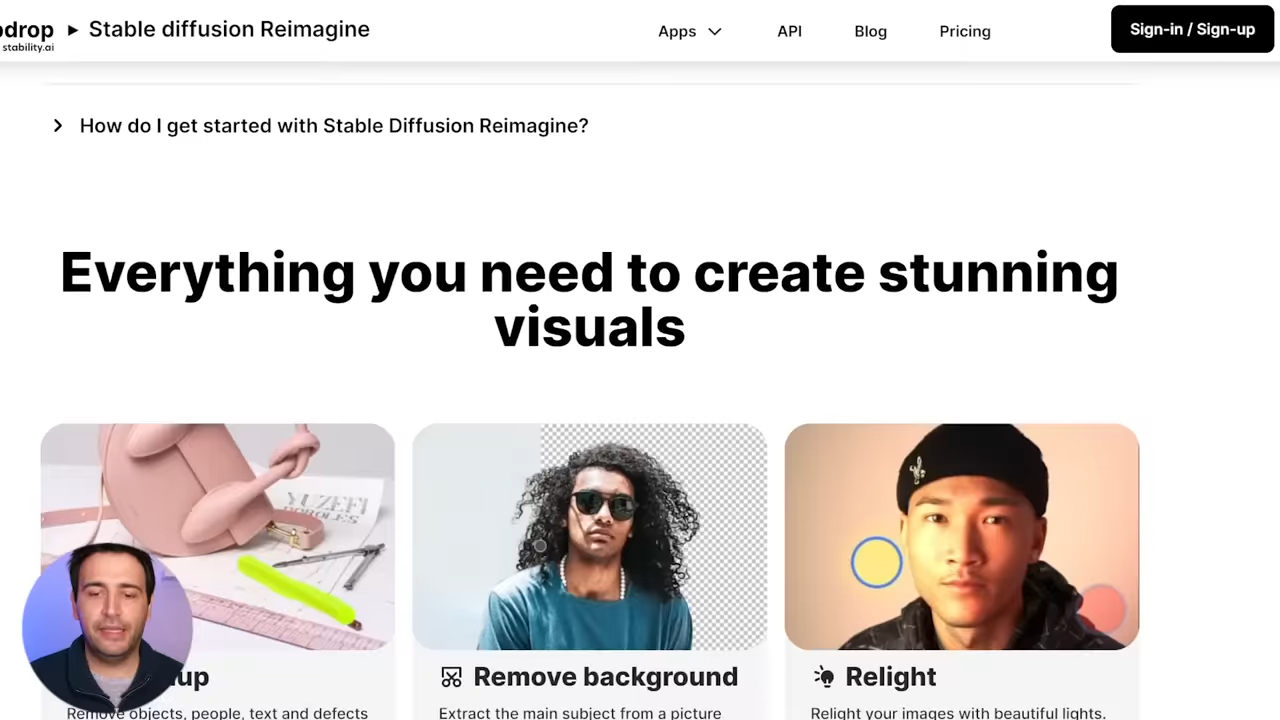 pdrop
stability.ai
Stable diffusion Reimagine
Apps
API
Blog
Pricing
Sign-in / Sign-up
How do I get started with Stable Diffusion Reimagine?
Everything you need to create stunning
visuals
YUZEFI
up
Remove objects, people, text and defects
Remove background
Extract the main subject from a picture
Relight
Relight your images with beautiful lights.